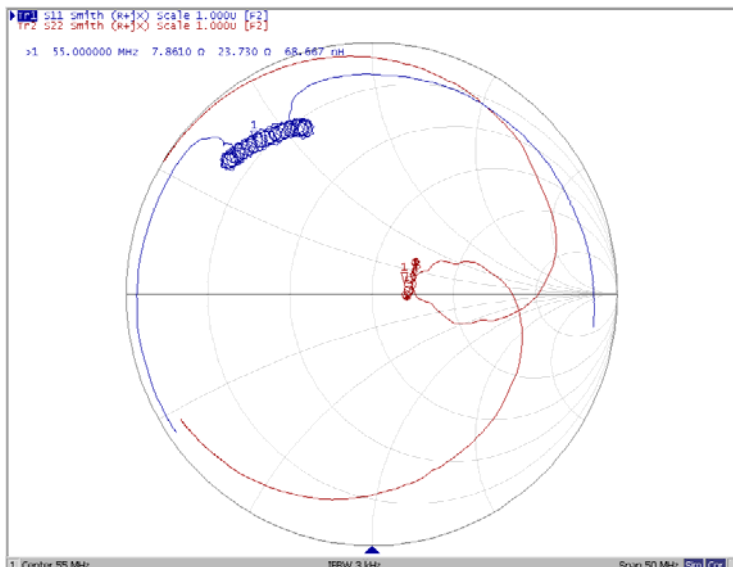 Tr1 S11 Smith (R+jX) Scale 1.000U [F2]
Tr2 S22 Smith (R+jX) Scale 1.000U [F2]
>1 55.000000 MHz 7.8610 Ω 23.730 Ω 68.667 nH
1
1
1 Center 55 MHz IFBW 3 kHz Span 50 MHz Sim Cor